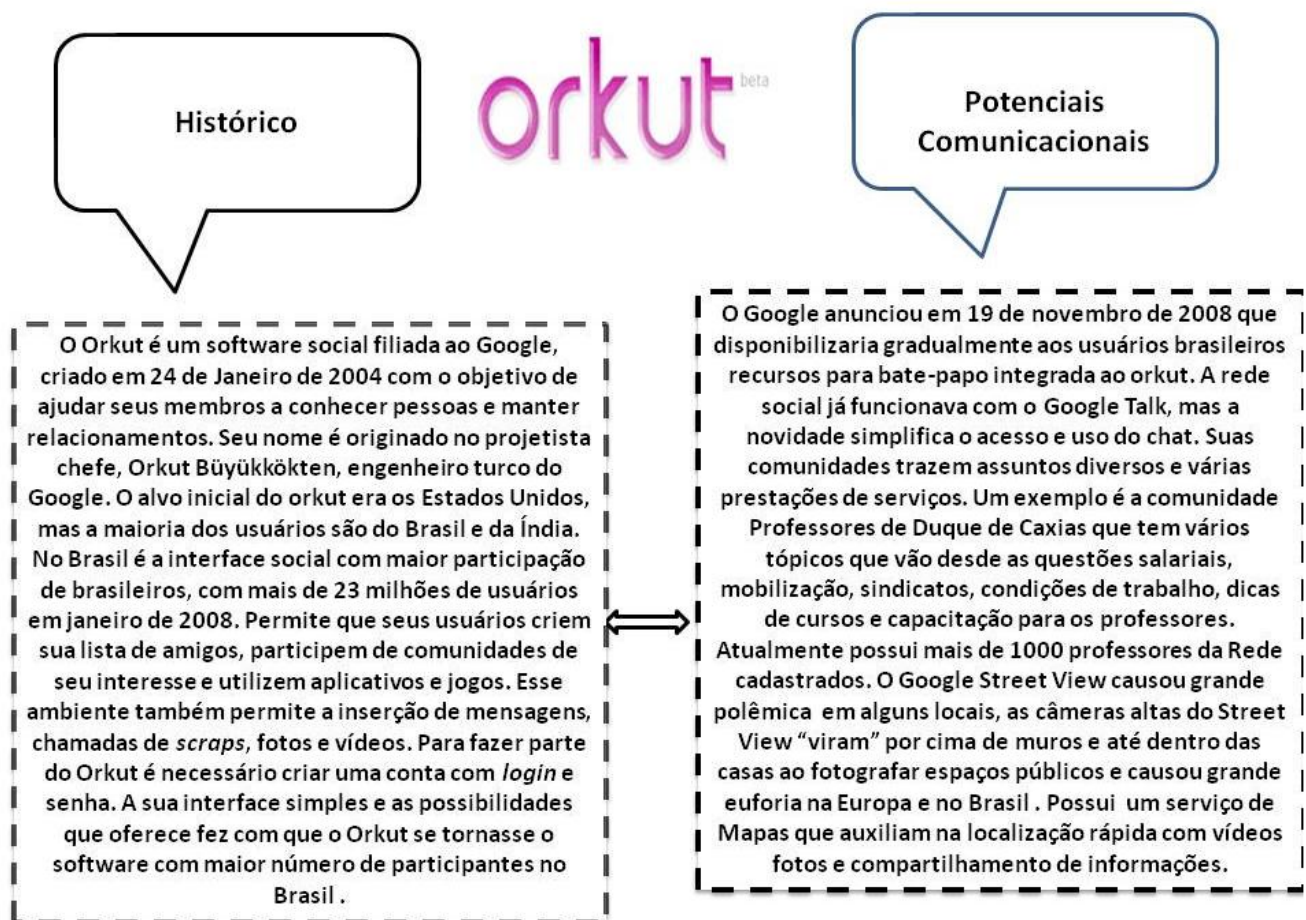 Histórico
orkut beta
Potenciais
Comunicacionais
O Orkut é um software social filiada ao Google,
criado em 24 de Janeiro de 2004 com o objetivo de
ajudar seus membros a conhecer pessoas e manter
relacionamentos. Seu nome é originado no projetista
chefe, Orkut Büyükkökten, engenheiro turco do
Google. O alvo inicial do orkut era os Estados Unidos,
mas a maioria dos usuários são do Brasil e da Índia.
No Brasil é a interface social com maior participação
de brasileiros, com mais de 23 milhões de usuários
em janeiro de 2008. Permite que seus usuários criem
sua lista de amigos, participem de comunidades de
seu interesse e utilizem aplicativos e jogos. Esse
ambiente também permite a inserção de mensagens,
chamadas de scraps, fotos e vídeos. Para fazer parte
do Orkut é necessário criar uma conta com login e
senha. A sua interface simples e as possibilidades
que oferece fez com que o Orkut se tornasse o
software com maior número de participantes no
Brasil .
O Google anunciou em 19 de novembro de 2008 que
disponibilizaria gradualmente aos usuários brasileiros
recursos para bate-papo integrada ao orkut. A rede
social já funcionava com o Google Talk, mas a
novidade simplifica o acesso e uso do chat. Suas
comunidades trazem assuntos diversos e várias
prestações de serviços. Um exemplo é a comunidade
Professores de Duque de Caxias que tem vários
tópicos que vão desde as questões salariais,
mobilização, sindicatos, condições de trabalho, dicas
de cursos e capacitação para os professores.
Atualmente possui mais de 1000 professores da Rede
cadastrados. O Google Street View causou grande
polêmica em alguns locais, as câmeras altas do Street
View “viram” por cima de muros e até dentro das
casas ao fotografar espaços públicos e causou grande
euforia na Europa e no Brasil . Possui um serviço de
Mapas que auxiliam na localização rápida com vídeos
fotos e compartilhamento de informações.